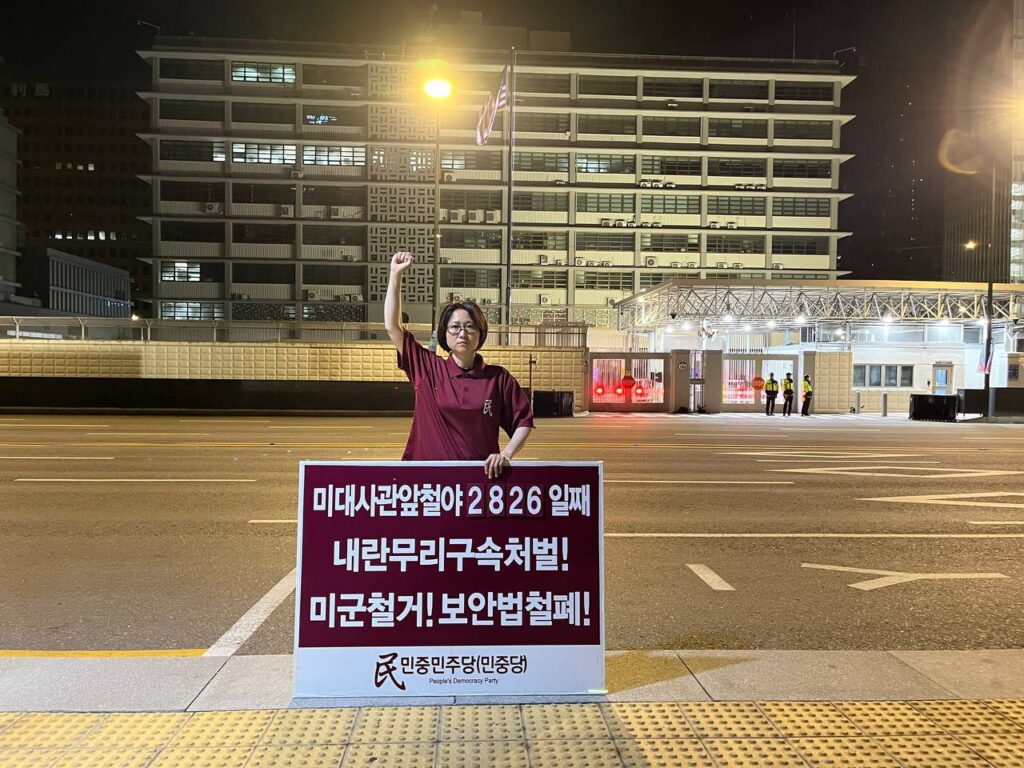 미대사관앞철야 2826 일째
내란무리구속처벌!
미군철거! 보안법철폐!
民 민중민주당(민중당)
People's Democracy Party
民